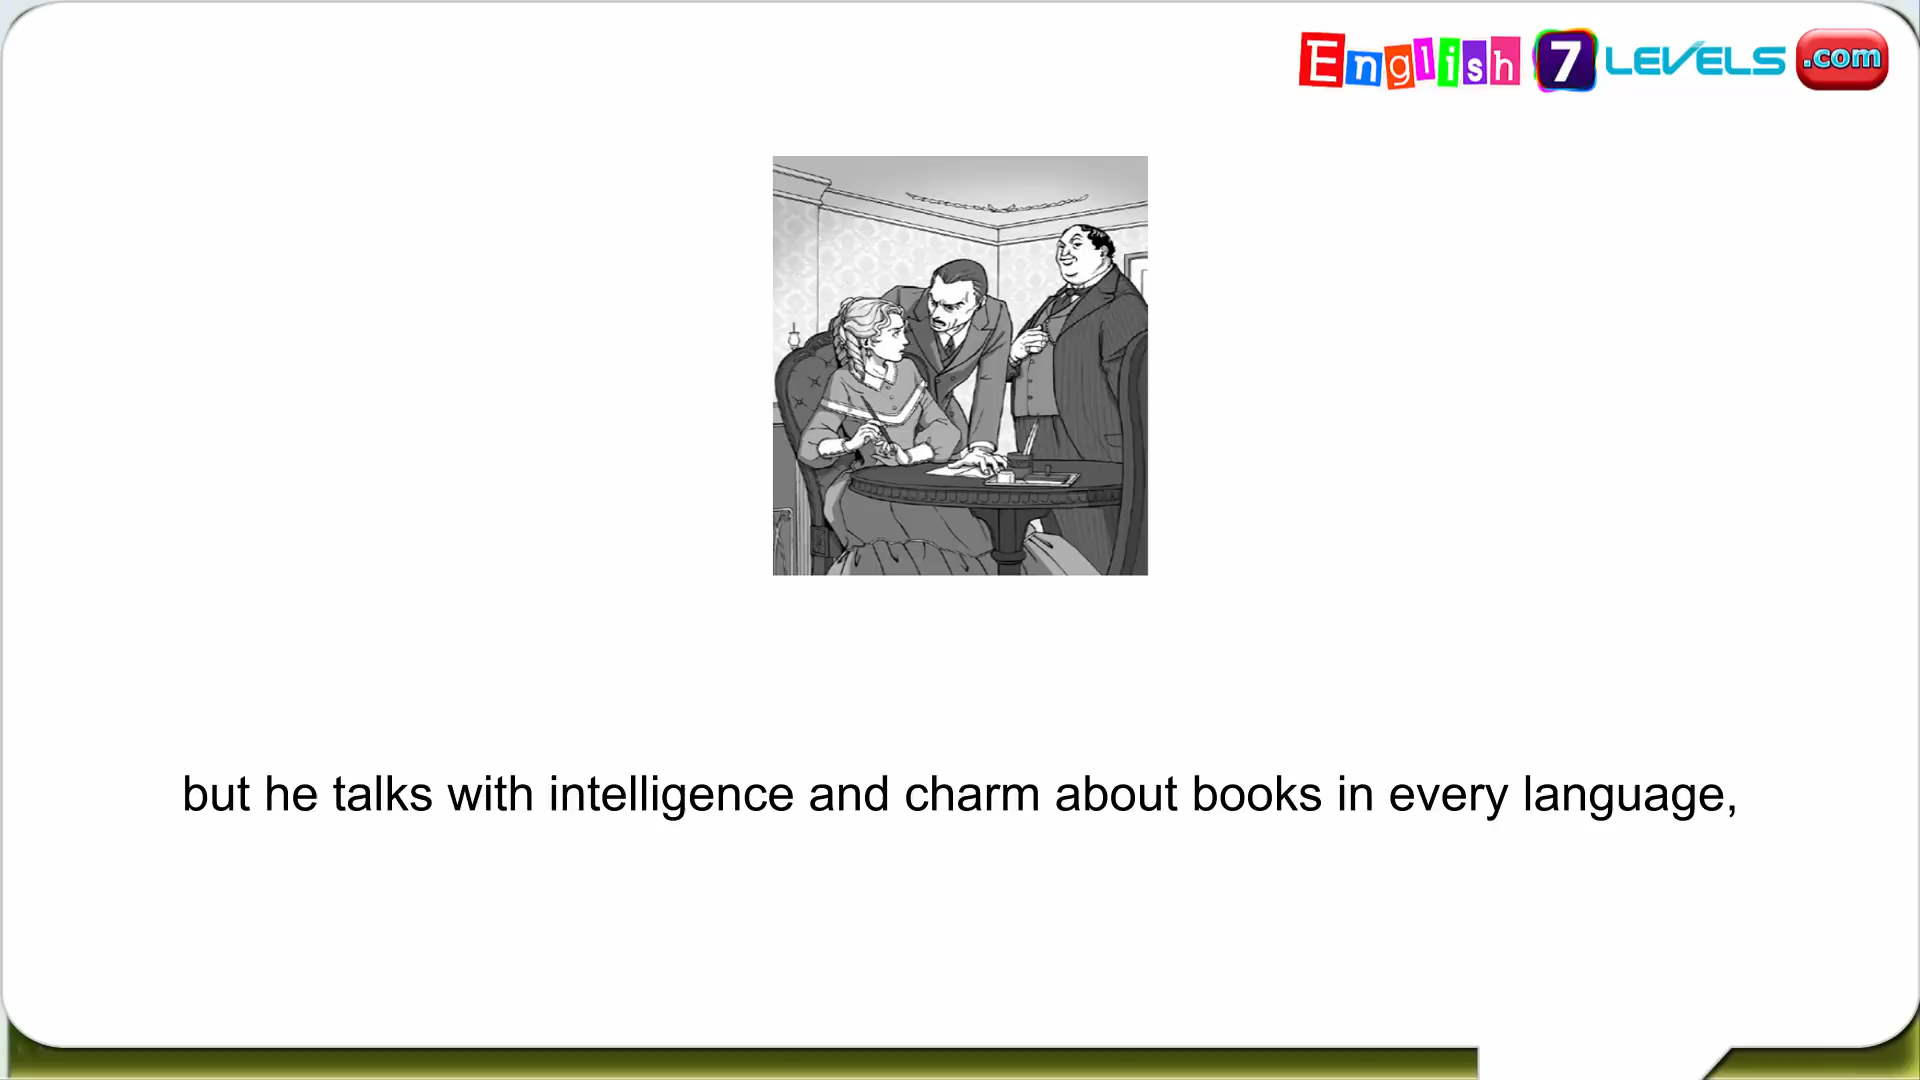 English 7 LEVELS .com
but he talks with intelligence and charm about books in every language,